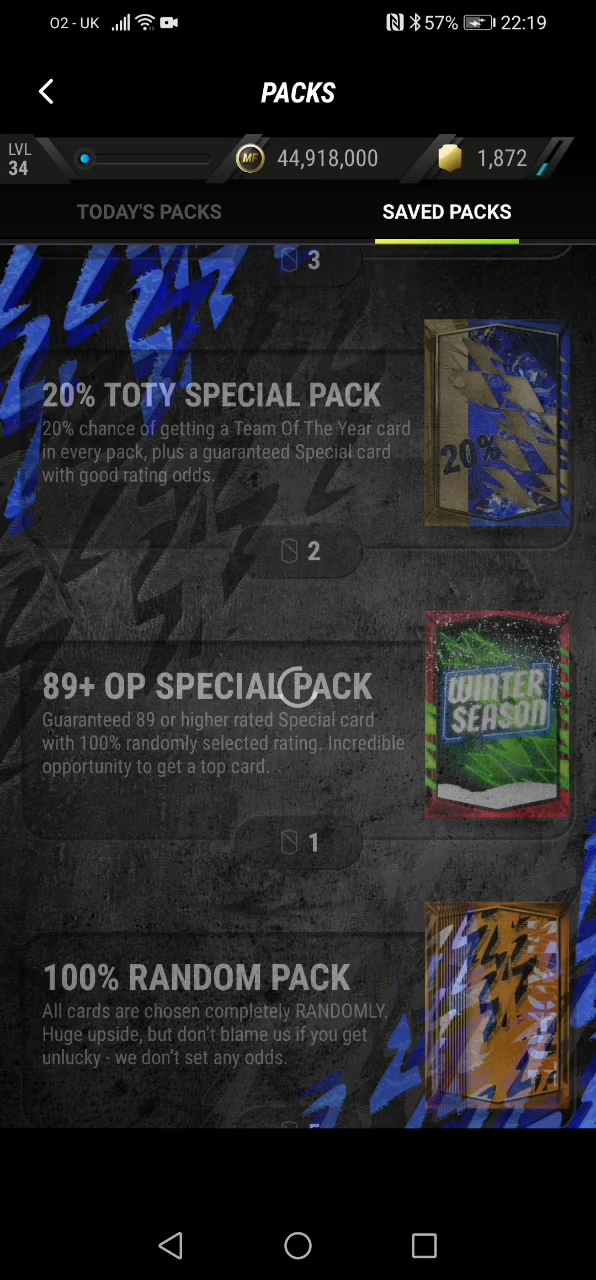 O2 - UK 57% 22:19
PACKS
LVL
34
MF 44,918,000 1,872
TODAY'S PACKS SAVED PACKS
3
20% TOTY SPECIAL PACK
20% chance of getting a Team Of The Year card
in every pack, plus a guaranteed Special card
with good rating odds.
20%
2
89+ OP SPECIAL PACK
Guaranteed 89 or higher rated Special card
with 100% randomly selected rating. Incredible
opportunity to get a top card.
WINTER
SEASON
1
100% RANDOM PACK
All cards are chosen completely RANDOMLY.
Huge upside, but don't blame us if you get
unlucky - we don't set any odds.